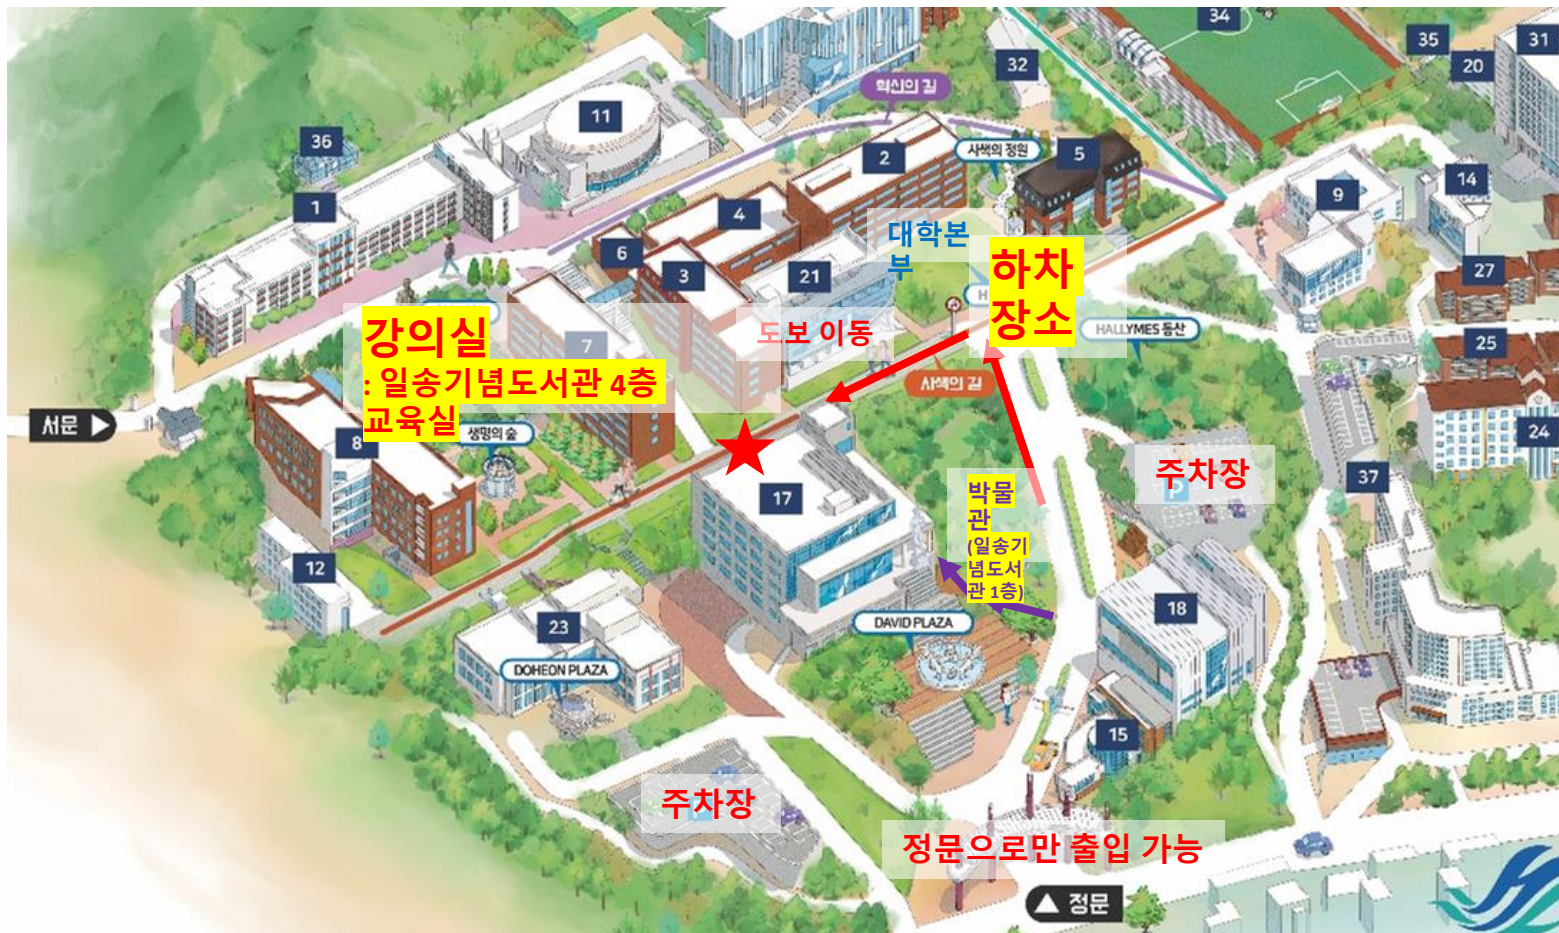 34
35
20
31
32
혁신의 길
11
36
2
사색의 정원
5
1
4
9
14
6
3
21
대학본
부
하차
장소
27
H
강의실
: 일송기념도서관 4층
교육실
7
도보 이동
HALLYMES 동산
25
사색의 길
서문
생명의 숲
8
24
주차장
P
37
17
박물
관
(일송기
념도서
관 1층)
12
18
23
DAVID PLAZA
DOHEON PLAZA
15
주차장
정문으로만 출입 가능
정문